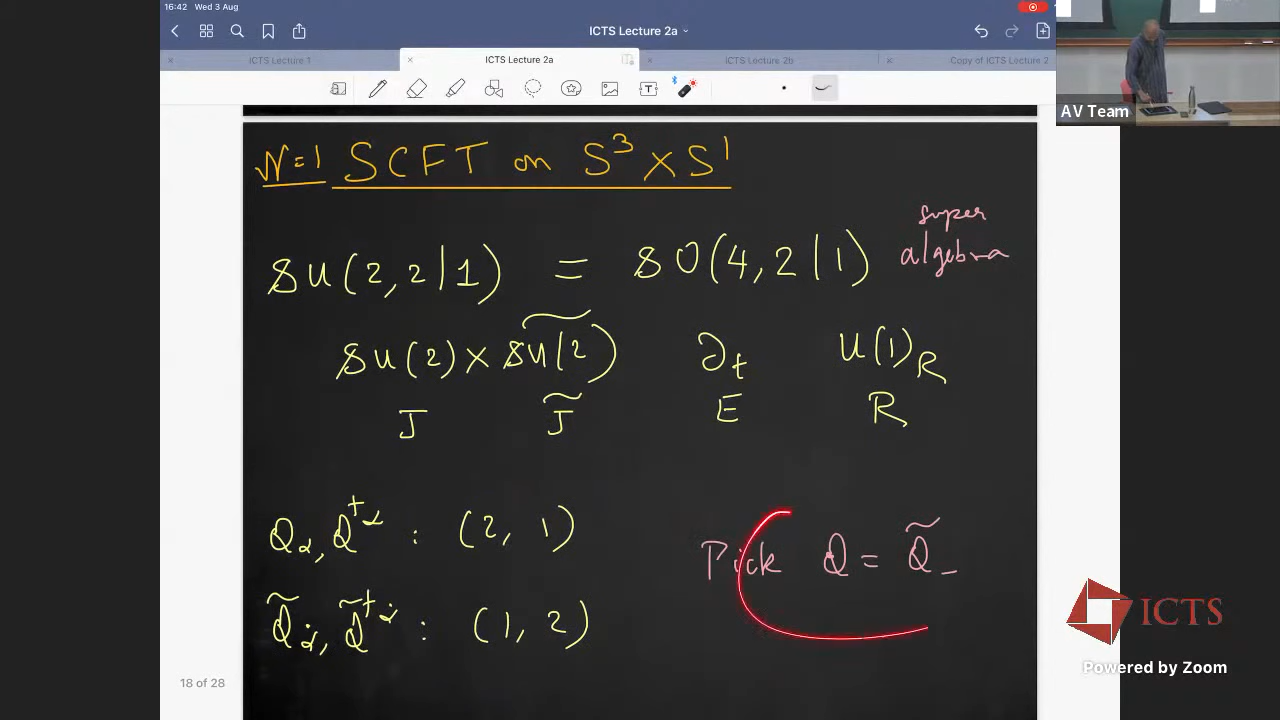 16:42 Wed 3 Aug
ICTS Lecture 2a
ICTS Lecture 1
ICTS Lecture 2a
ICTS Lecture 2b
Copy of ICTS Lecture 2
AV Team
N=1 SCFT on S³×S¹
super
algebra
SU(2,2|1) = SO(4,2|1)
SU(2) × S̃U(2) ∂ₜ U(1)_R
J J̃ E R
Q_α, Q^†α : (2, 1)
Pick Q = Q̃₋
Q̃_α̇, Q̃^†α̇ : (1, 2)
ICTS
Powered by Zoom
18 of 28